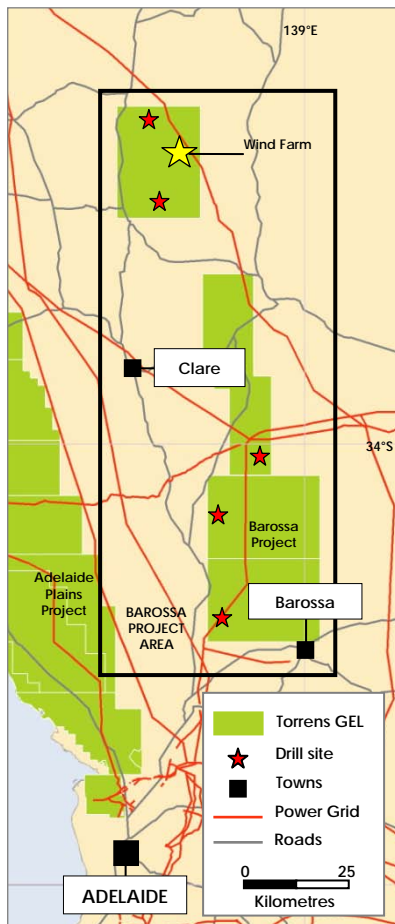 139°E
Wind Farm
Clare
34°S
Barossa
Project
Adelaide
Plains
Project
BAROSSA
PROJECT
AREA
Barossa
Torrens GEL
Drill site
Towns
Power Grid
Roads
0 25
Kilometres
ADELAIDE